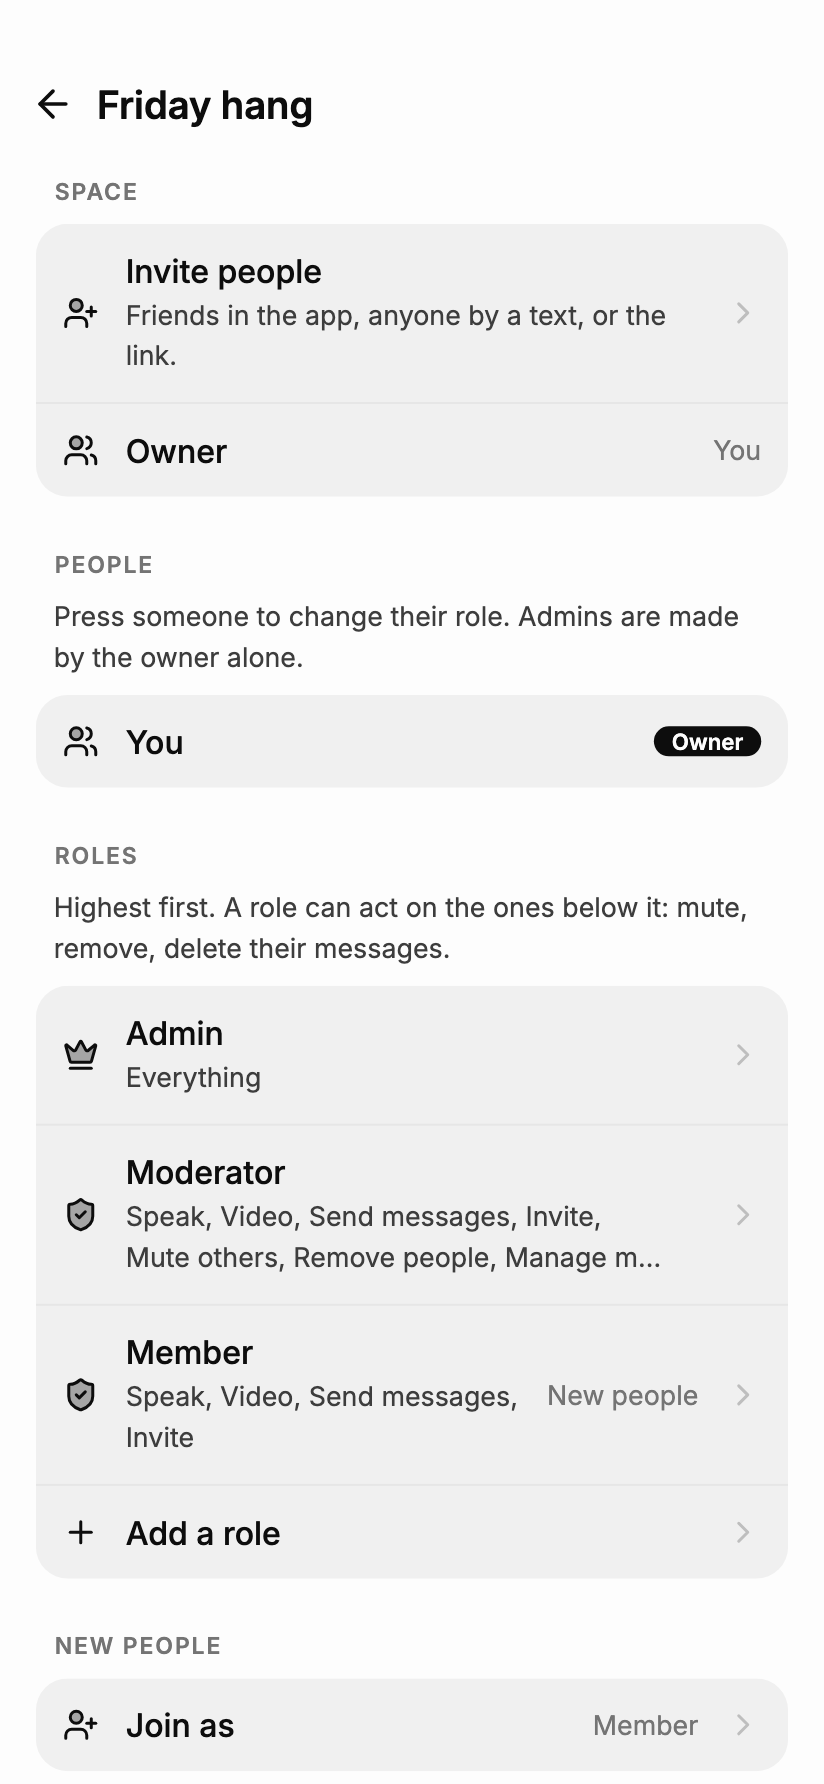 Friday hang
SPACE
Invite people
Friends in the app, anyone by a text, or the
link.
Owner
You
PEOPLE
Press someone to change their role. Admins are made
by the owner alone.
You
Owner
ROLES
Highest first. A role can act on the ones below it: mute,
remove, delete their messages.
Admin
Everything
Moderator
Speak, Video, Send messages, Invite,
Mute others, Remove people, Manage m...
Member
Speak, Video, Send messages,
Invite
New people
Add a role
NEW PEOPLE
Join as
Member